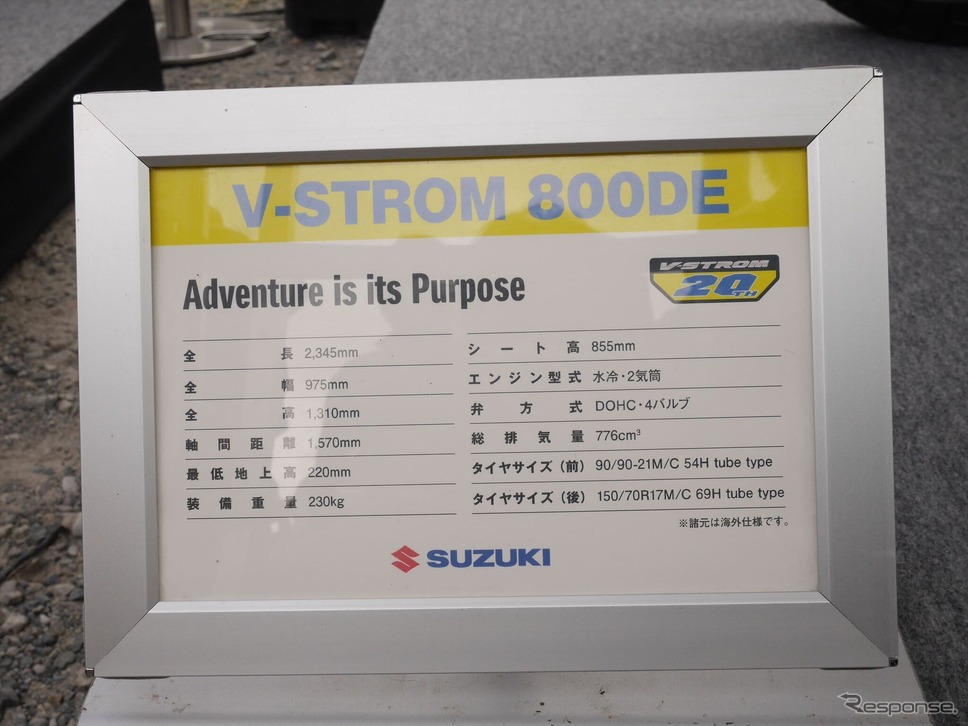 V-STROM 800DE
Adventure is its Purpose
V-STROM
20TH
全長 2,345mm
全幅 975mm
全高 1,310mm
軸間距離 1,570mm
最低地上高 220mm
装備重量 230kg
シート高 855mm
エンジン型式 水冷・2気筒
弁方式 DOHC・4バルブ
総排気量 776cm³
タイヤサイズ（前） 90/90-21M/C 54H tube type
タイヤサイズ（後） 150/70R17M/C 69H tube type
※諸元は海外仕様です。
SUZUKI
Response.